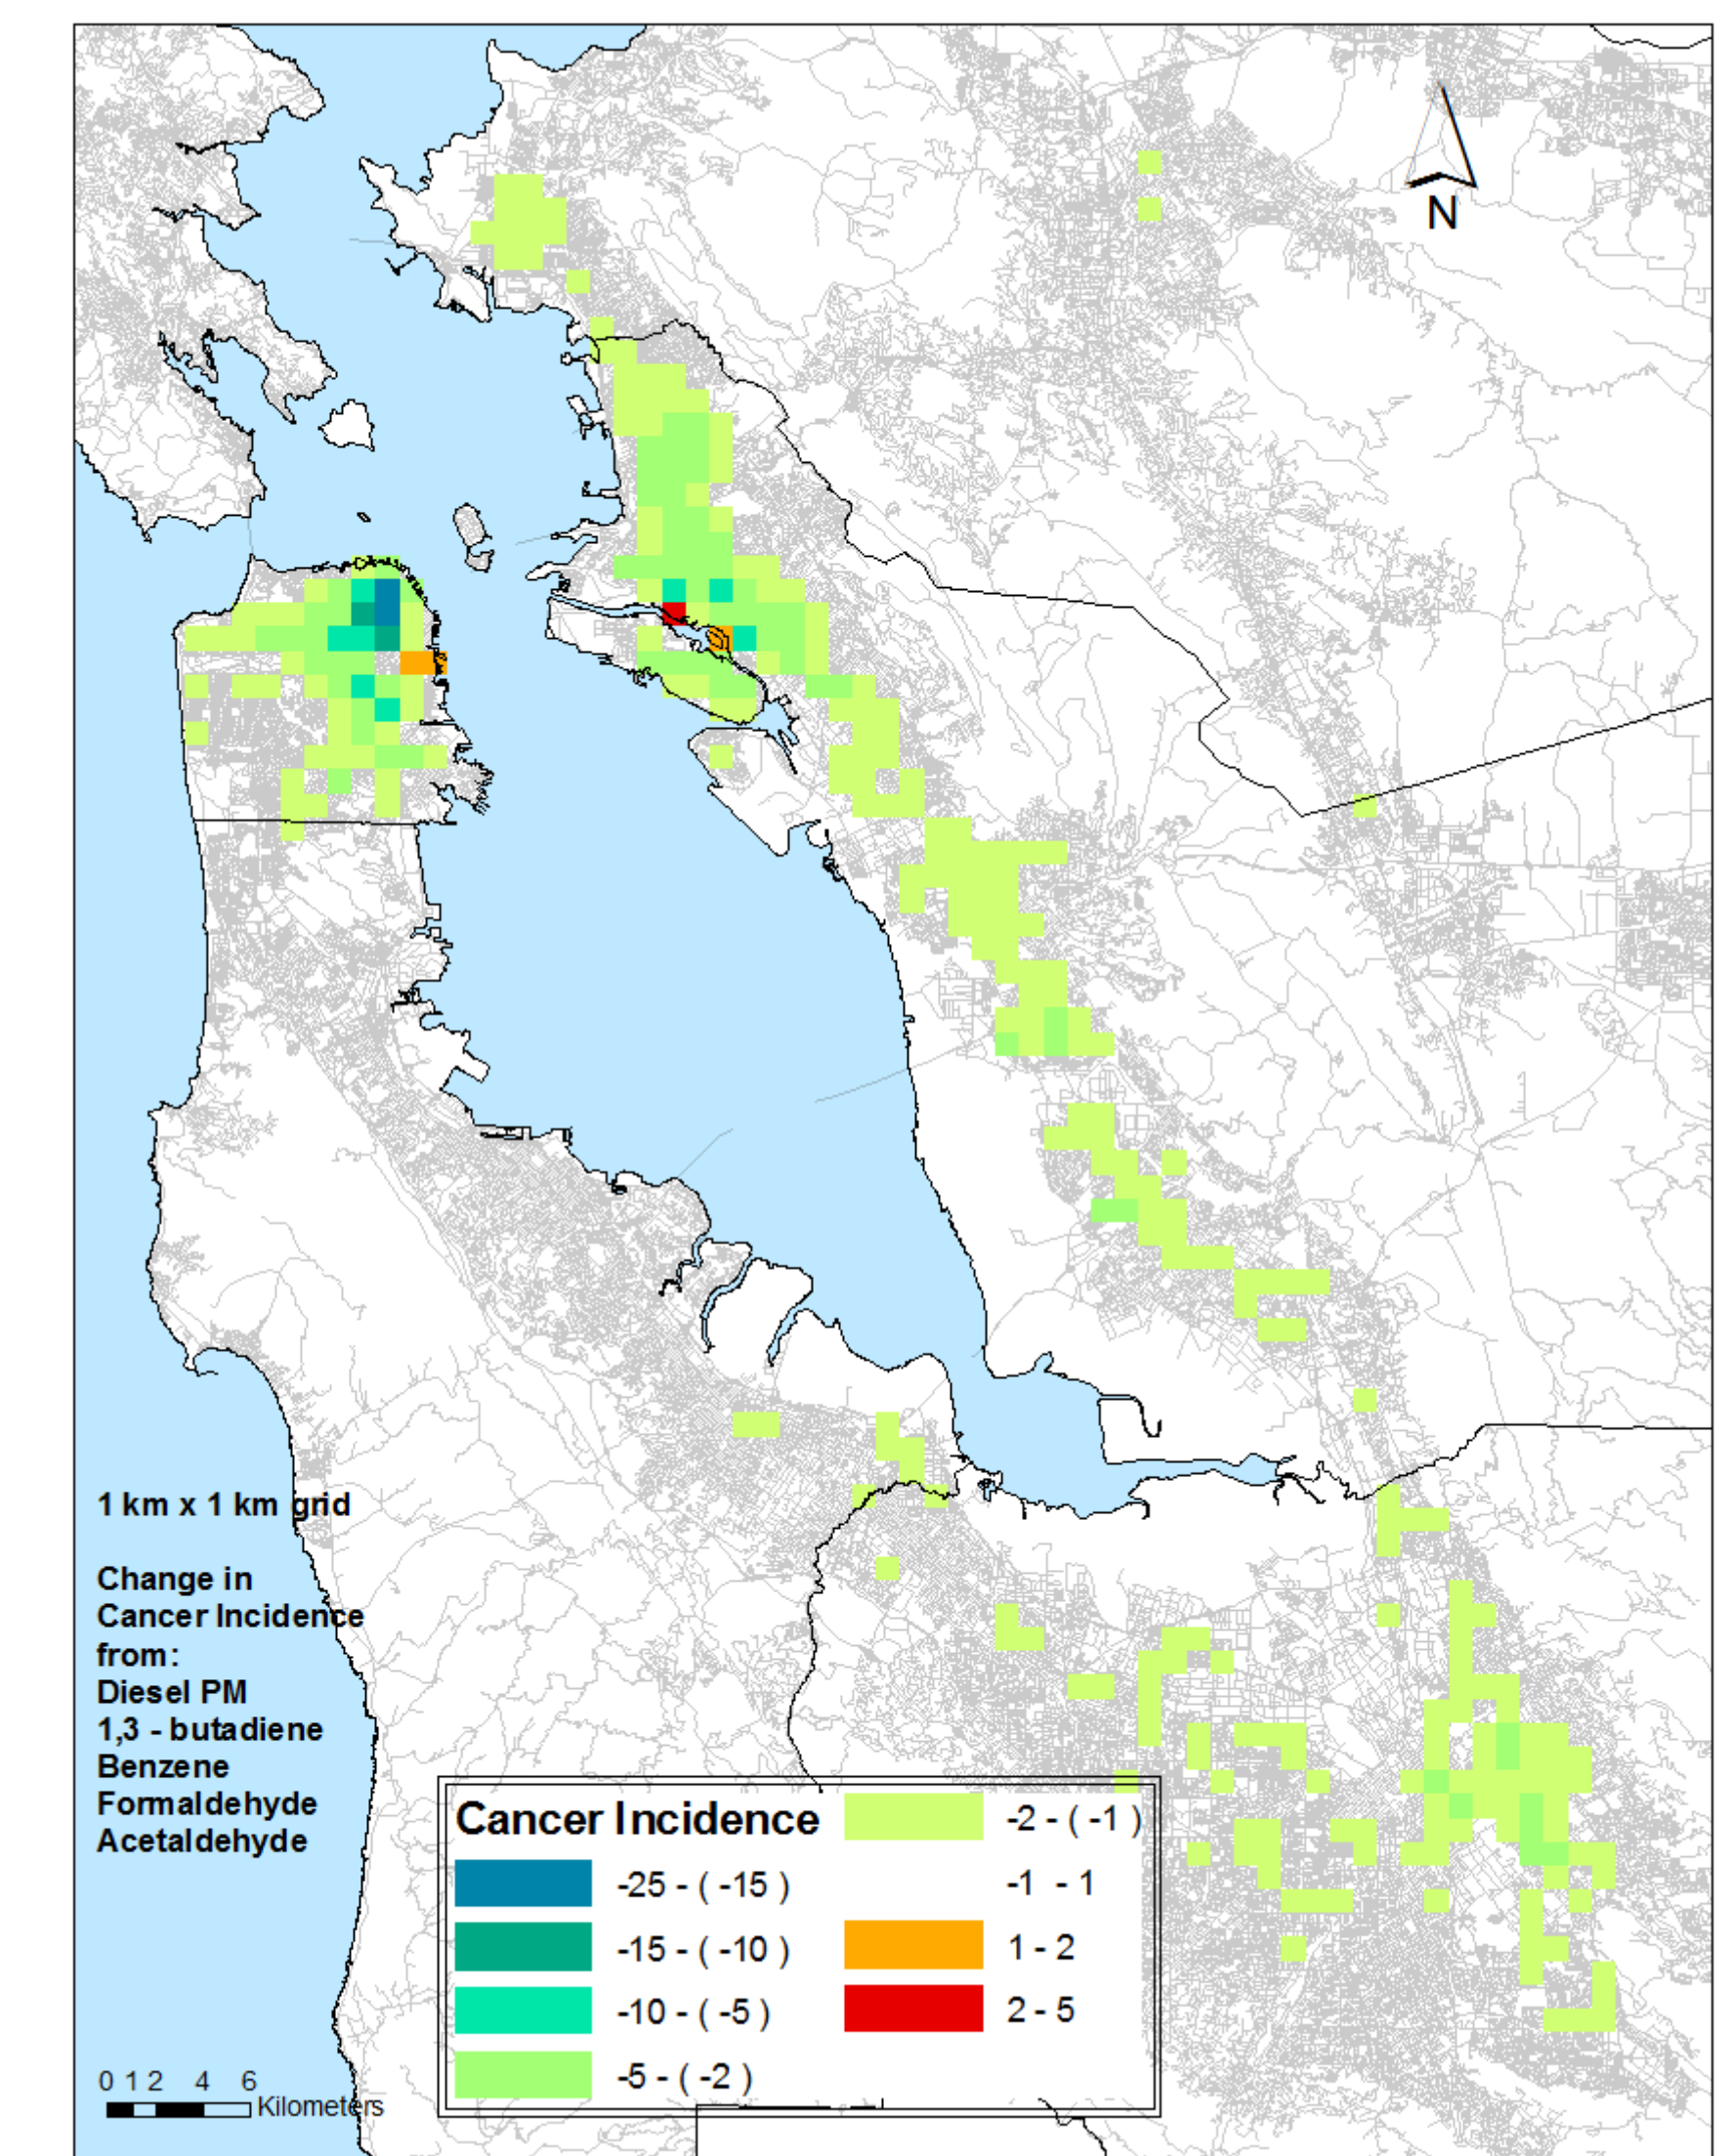 N
1 km x 1 km grid
Change in
Cancer Incidence
from:
Diesel PM
1,3 - butadiene
Benzene
Formaldehyde
Acetaldehyde
Cancer Incidence
-25 - ( -15 )
-15 - ( -10 )
-10 - ( -5 )
-5 - ( -2 )
-2 - ( -1 )
-1 - 1
1 - 2
2 - 5
0 1 2 4 6
Kilometers